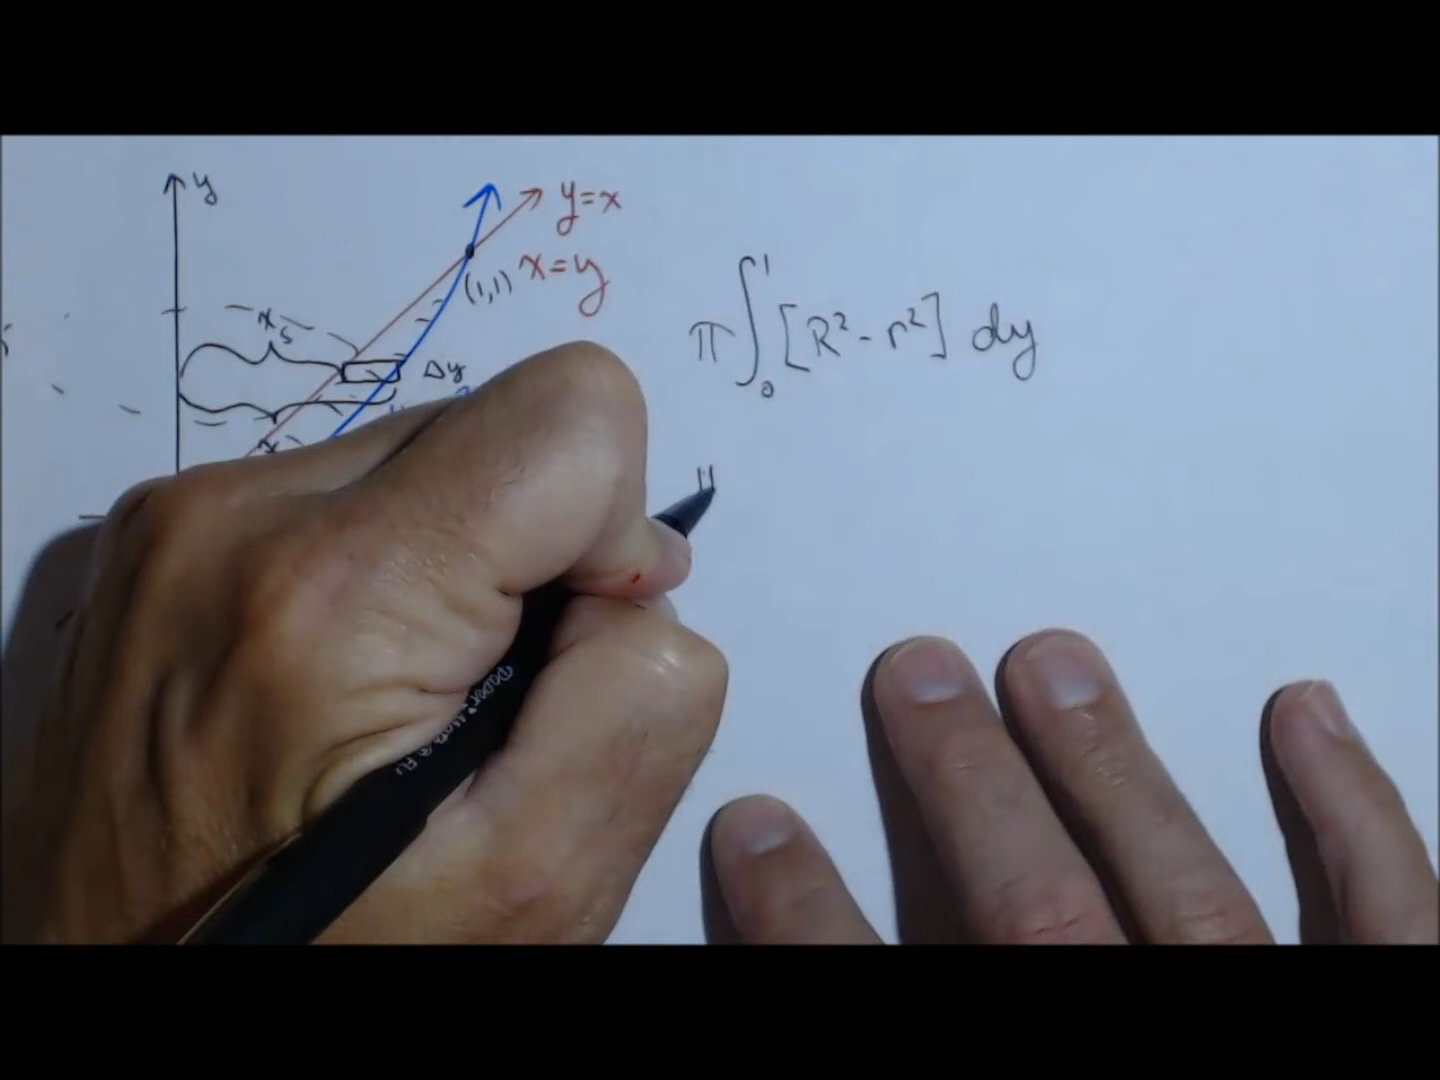 y
y=x
(1,1) x=y
x
Δy
x
π∫₀¹ [R²-r²] dy